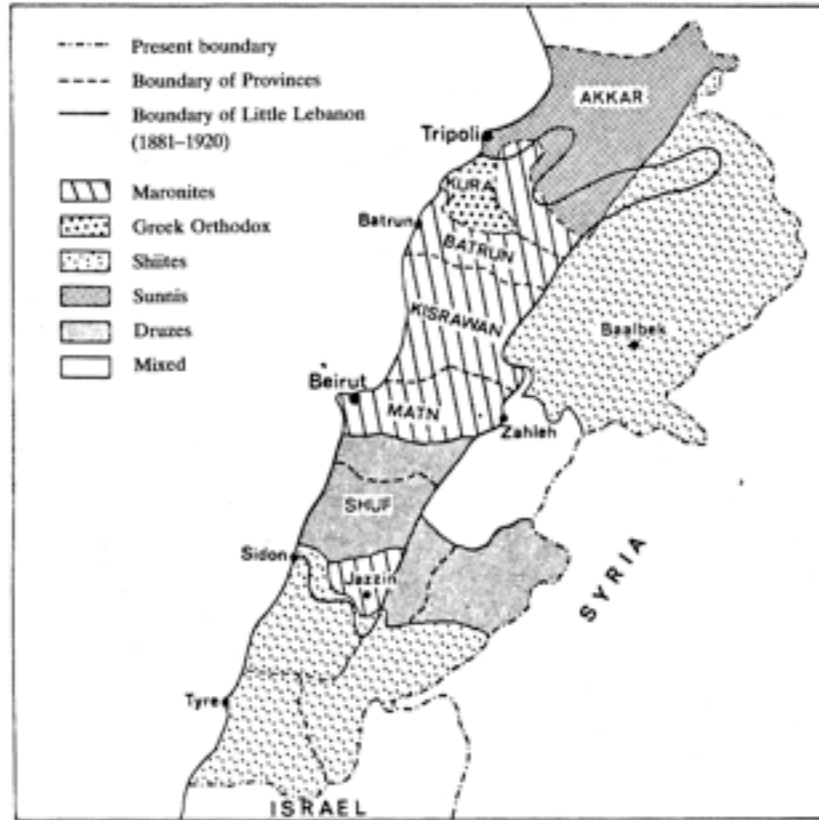 Present boundary
Boundary of Provinces
Boundary of Little Lebanon
(1881–1920)
Maronites
Greek Orthodox
Shiites
Sunnis
Druzes
Mixed
AKKAR
Tripoli
KURA
Batrun
BATRUN
KISRAWAN
Baalbek
Beirut
MATN
Zahleh
SHUF
Sidon
Jazzin
SYRIA
Tyre
ISRAEL